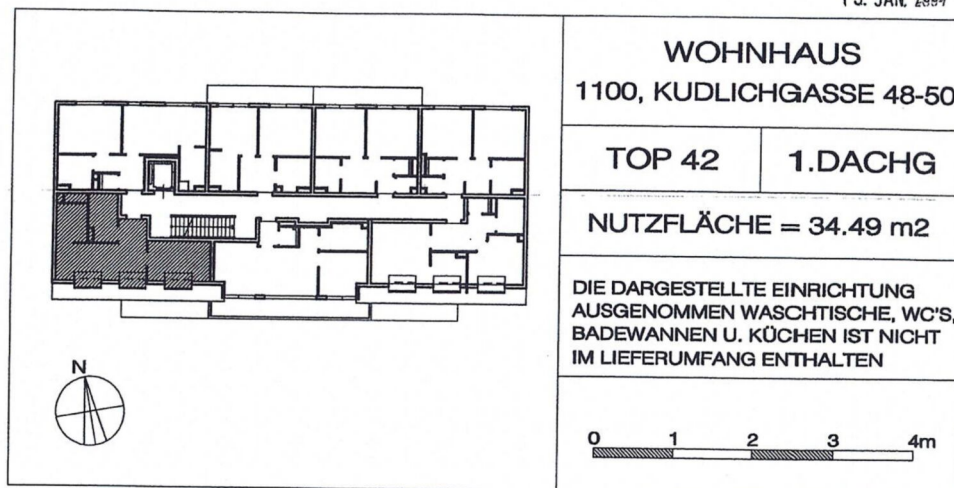 JAN.
WOHNHAUS
1100, KUDLICHGASSE 48-50
TOP 42
1.DACHG
NUTZFLÄCHE = 34.49 m2
DIE DARGESTELLTE EINRICHTUNG
AUSGENOMMEN WASCHTISCHE, WC'S,
BADEWANNEN U. KÜCHEN IST NICHT
IM LIEFERUMFANG ENTHALTEN
N
0 1 2 3 4m